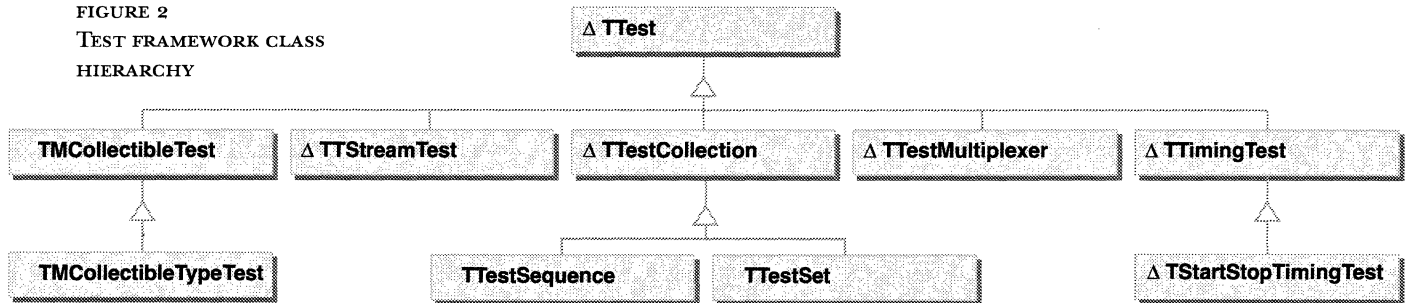 FIGURE 2
TEST FRAMEWORK CLASS
HIERARCHY
Δ TTest
TMCollectibleTest
Δ TTStreamTest
Δ TTestCollection
Δ TTestMultiplexer
Δ TTimingTest
TMCollectibleTypeTest
TTestSequence
TTestSet
Δ TStartStopTimingTest